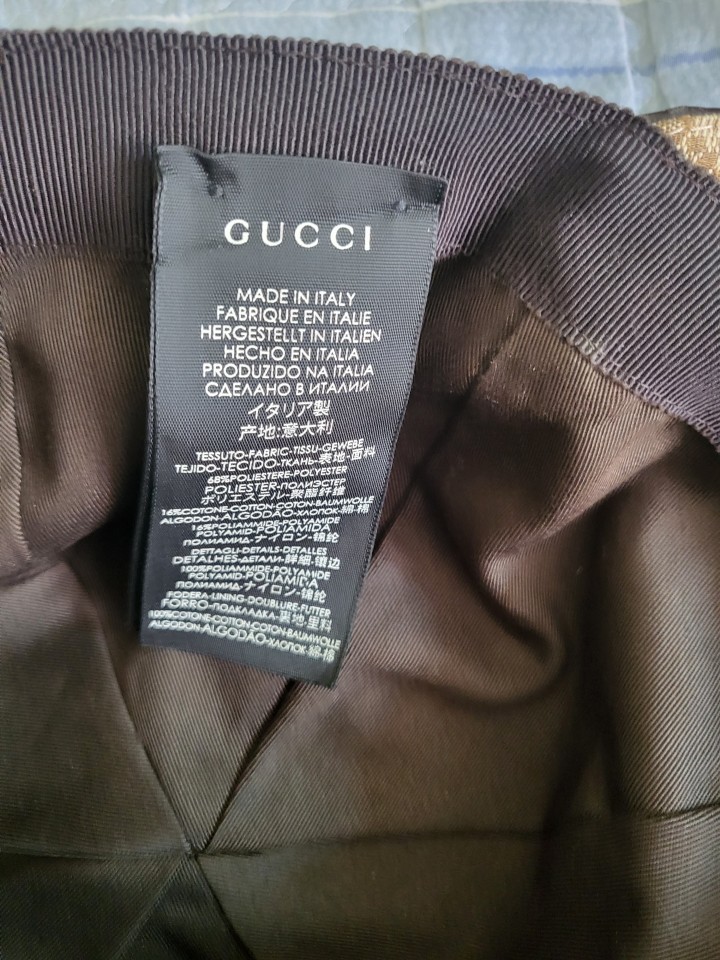 GUCCI
MADE IN ITALY
FABRIQUE EN ITALIE
HERGESTELLT IN ITALIEN
HECHO EN ITALIA
PRODUZIDO NA ITALIA
СДЕЛАНО В ИТАЛИИ
イタリア製
产地:意大利
TESSUTO-FABRIC-TISSU-GEWEBE
TEJIDO-TECIDO-ТКАНЬ-表地-面料
68%POLIESTERE-POLYESTER
POLIESTER-ПОЛИЭСТЕР
ポリエステル-聚酯纤维
16%COTONE-COTTON-COTON-BAUMWOLLE
ALGODON-ALGODAO-ХЛОПОК-綿-棉
16%POLIAMMIDE-POLYAMIDE
POLYAMID-POLIAMIDA
ПОЛИАМИД-ナイロン-锦纶
DETTAGLI-DETAILS-DETALLES
DETALHES-ДЕТАЛИ-詳細-镶边
100%POLIAMMIDE-POLYAMIDE
POLYAMID-POLIAMIDA
ПОЛИАМИД-ナイロン-锦纶
FODERA-LINING-DOUBLURE-FUTTER
FORRO-ПОДКЛАДКА-裏地-里料
100%COTONE-COTTON-COTON-BAUMWOLLE
ALGODON-ALGODAO-ХЛОПОК-綿-棉